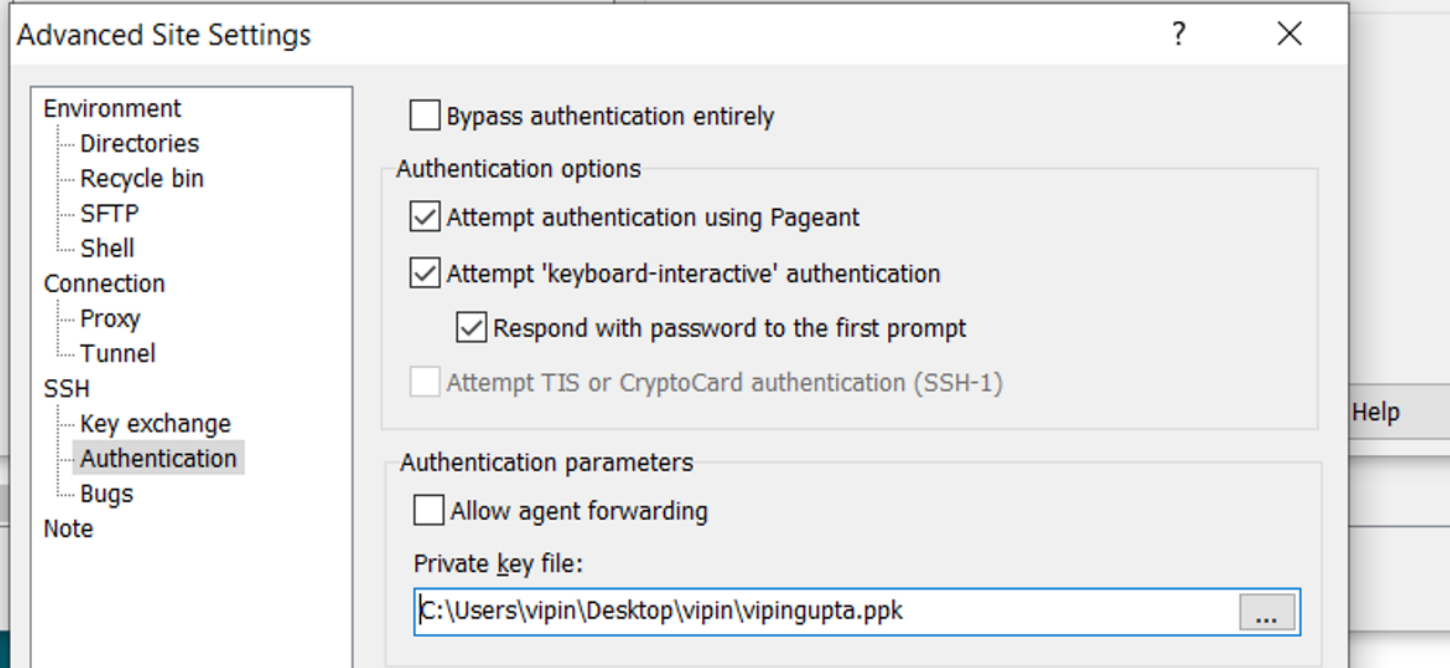 Advanced Site Settings
?
Environment
Directories
Recycle bin
SFTP
Shell
Connection
Proxy
Tunnel
SSH
Key exchange
Authentication
Bugs
Note
Bypass authentication entirely
Authentication options
Attempt authentication using Pageant
Attempt 'keyboard-interactive' authentication
Respond with password to the first prompt
Attempt TIS or CryptoCard authentication (SSH-1)
Authentication parameters
Allow agent forwarding
Private key file:
C:\Users\vipin\Desktop\vipin\vipingupta.ppk
...
Help